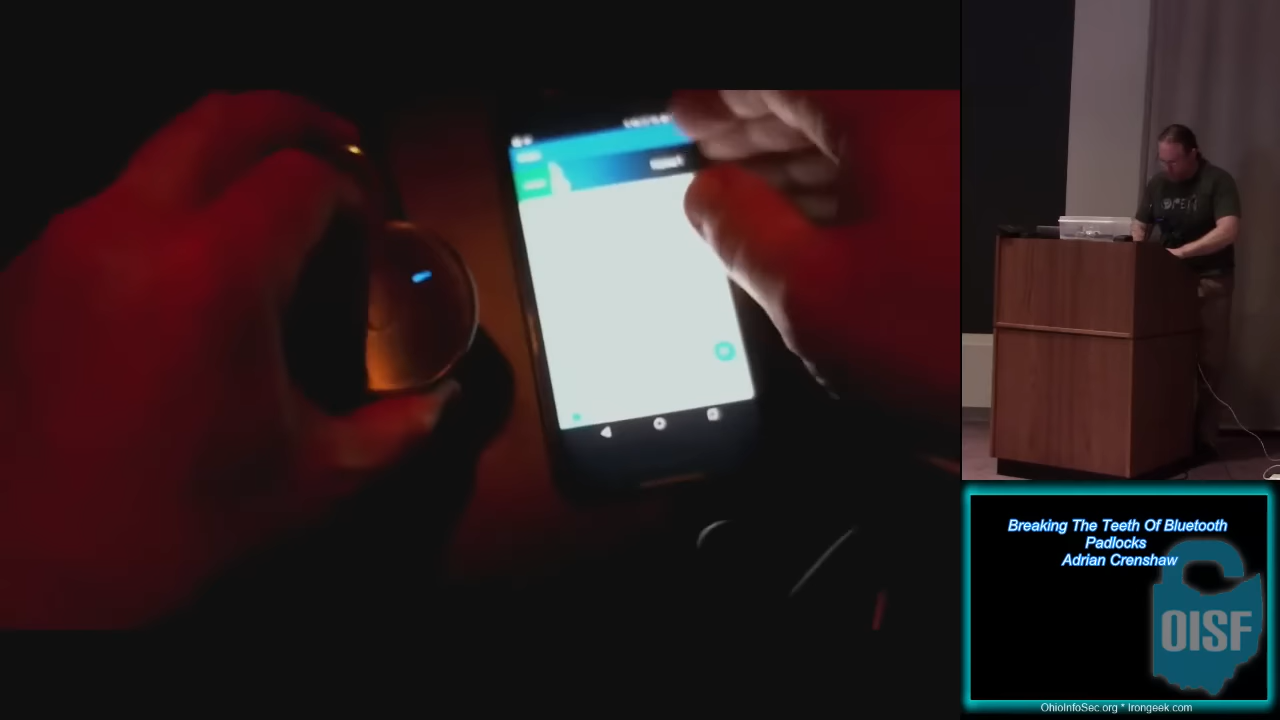 Breaking The Teeth Of Bluetooth
Padlocks
Adrian Crenshaw
OISF
OhioInfoSec.org * Irongeek.com